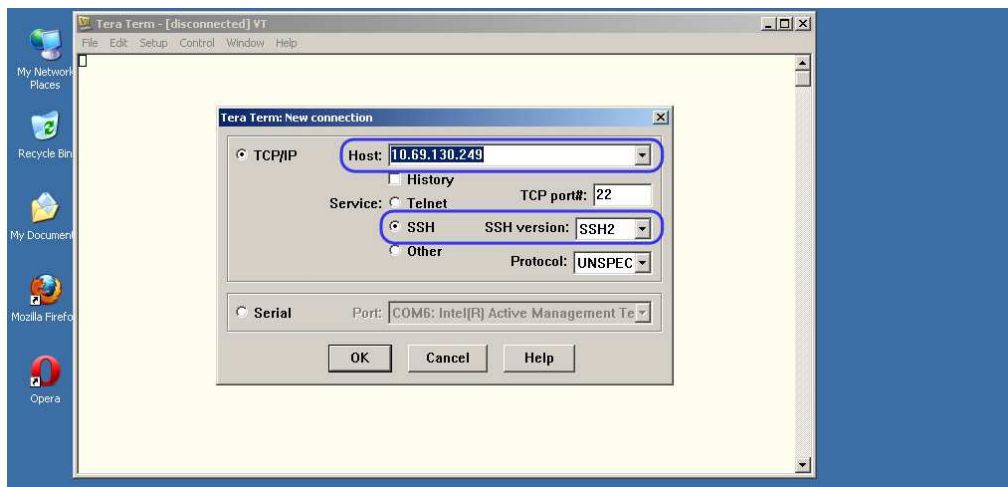 Tera Term - [disconnected] VT
File Edit Setup Control Window Help
My Network
Places
Recycle Bin
My Document
Mozilla Firefo
Opera
Tera Term: New connection
TCP/IP
Host: 10.69.130.249
History
Service: Telnet
TCP port#: 22
SSH
SSH version: SSH2
Other
Protocol: UNSPEC
Serial
Port: COM6: Intel(R) Active Management Te
OK Cancel Help